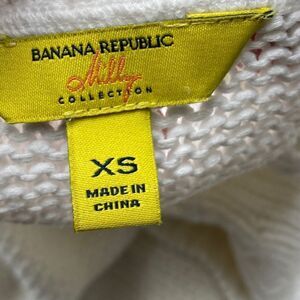 BANANA REPUBLIC
Milly
COLLECTION
XS
MADE IN
CHINA